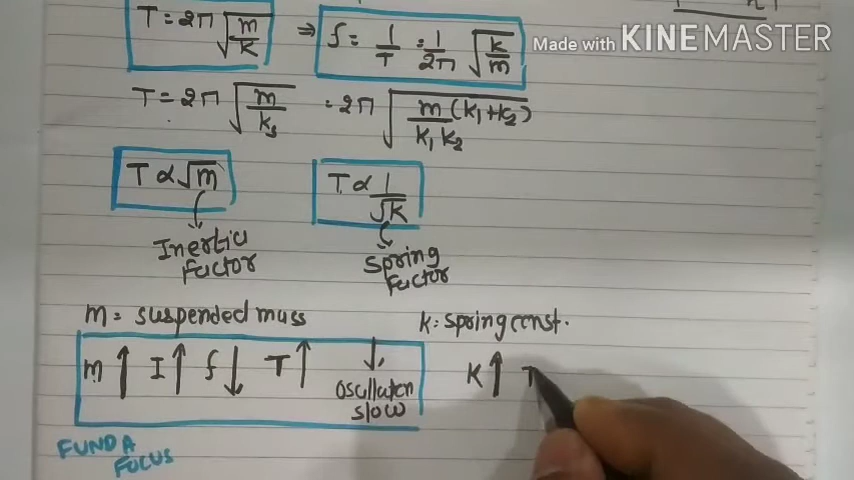 T = 2π √(m/K) ⇒ f = 1/T = 1/2π √(k/m)
Made with KINEMASTER
T = 2π √(m/ks) = 2π √(m(k₁+k₂)/k₁k₂)
T ∝ √m
T ∝ 1/√K
Inertia
Factor
Spring
Factor
m = suspended mass
k : spring const.
m ↑ I ↑ f ↓ T ↑ ↓
slow
K ↑ T
FUNDA
FOCUS